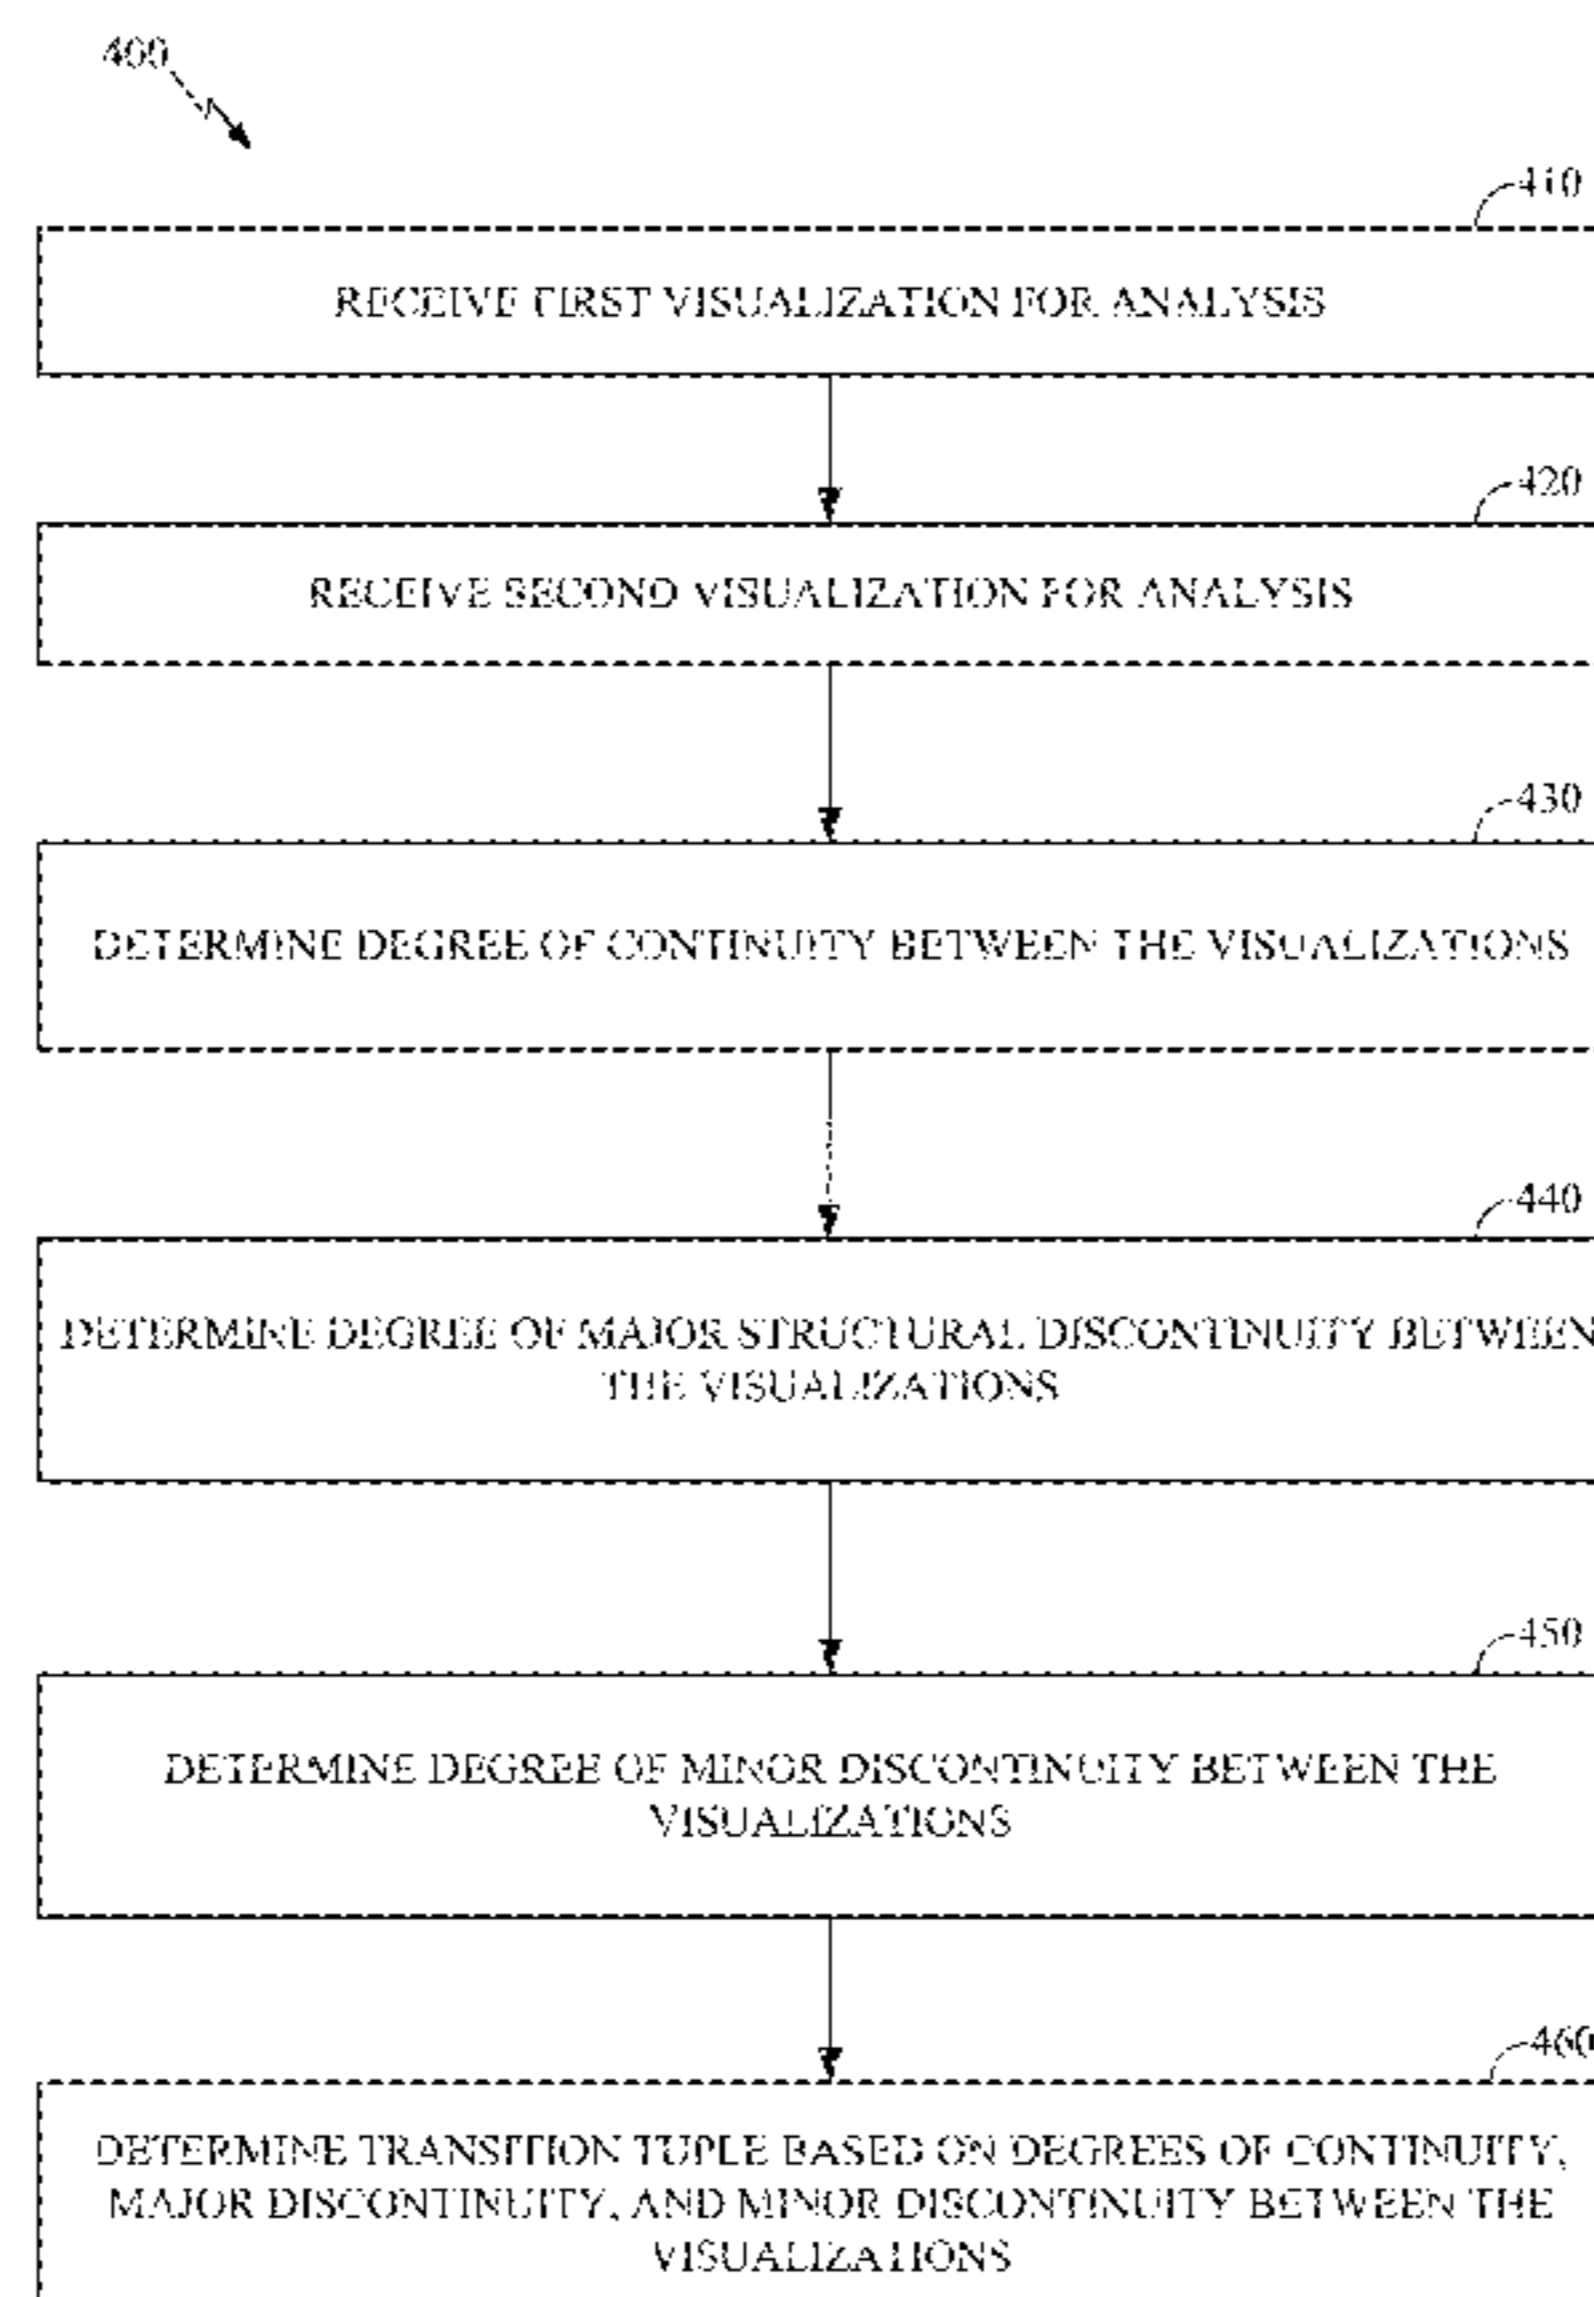 400
410
RECEIVE FIRST VISUALIZATION FOR ANALYSIS
420
RECEIVE SECOND VISUALIZATION FOR ANALYSIS
430
DETERMINE DEGREE OF CONTINUITY BETWEEN THE VISUALIZATIONS
440
DETERMINE DEGREE OF MAJOR STRUCTURAL DISCONTINUITY BETWEEN
THE VISUALIZATIONS
450
DETERMINE DEGREE OF MINOR DISCONTINUITY BETWEEN THE
VISUALIZATIONS
460
DETERMINE TRANSITION TUPLE BASED ON DEGREES OF CONTINUITY,
MAJOR DISCONTINUITY, AND MINOR DISCONTINUITY BETWEEN THE
VISUALIZATIONS